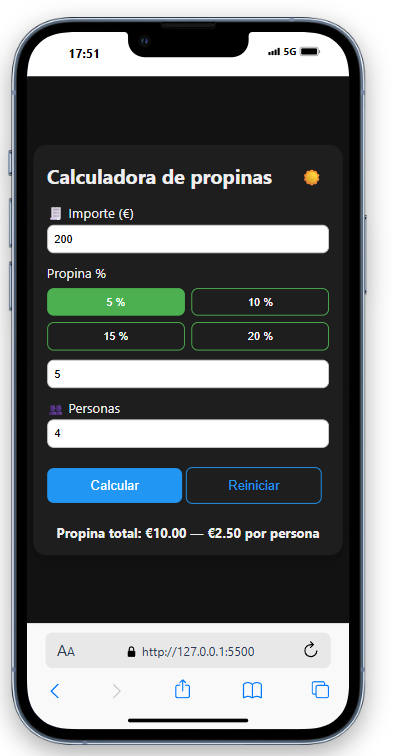 17:51 5G
Calculadora de propinas
Importe (€)
200
Propina %
5 % 10 %
15 % 20 %
5
Personas
4
Calcular Reiniciar
Propina total: €10.00 — €2.50 por persona
AA http://127.0.0.1:5500